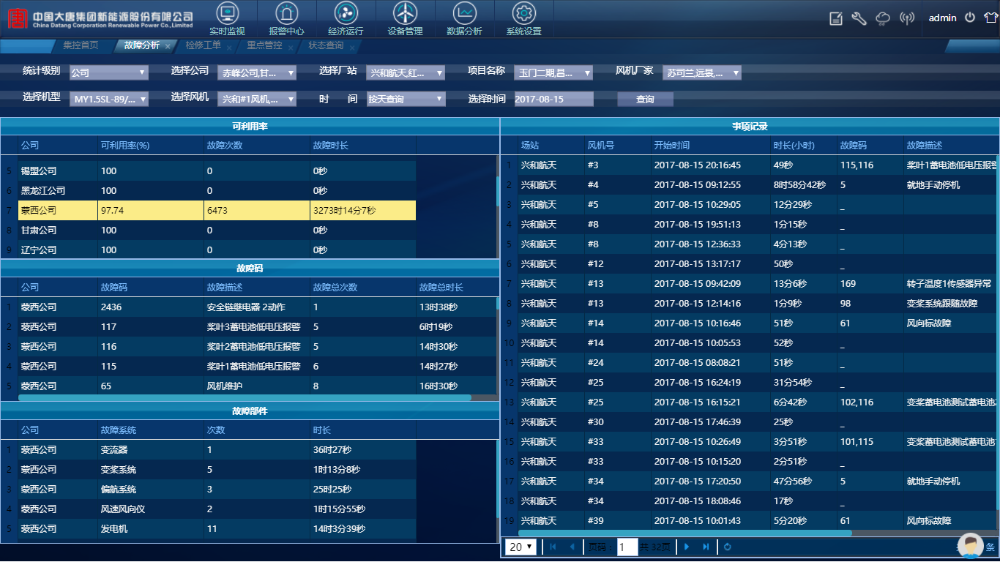 中国大唐集团新能源股份有限公司
China Datang Corporation Renewable Power Co.,Limited
实时监视 报警中心 经济运行 设备管理 数据分析 系统设置
admin
集控首页 故障分析 × 检修工单 × 重点管控 × 状态查询 ×
统计级别 公司 选择公司 赤峰公司,甘... 选择厂站 兴和航天,红... 项目名称 玉门二期,昌... 风机厂家 苏司兰,远景,...
选择机型 MY1.5SL-89/... 选择风机 兴和#1风机,... 时 间 按天查询 选择时间 2017-08-15 查询
可利用率
公司 可利用率(%) 故障次数 故障时长
5 锡盟公司 100 0 0秒
6 黑龙江公司 100 0 0秒
7 蒙西公司 97.74 6473 3273时14分7秒
8 甘肃公司 100 0 0秒
9 辽宁公司 100 0 0秒
故障码
公司 故障码 故障描述 故障总次数 故障总时长
1 蒙西公司 2436 安全链继电器 2动作 1 13时38秒
2 蒙西公司 117 桨叶3蓄电池低电压报警 5 6时19秒
3 蒙西公司 116 桨叶2蓄电池低电压报警 5 14时30秒
4 蒙西公司 115 桨叶1蓄电池低电压报警 6 14时27秒
5 蒙西公司 65 风机维护 8 16时30秒
故障部件
公司 故障系统 次数 时长
1 蒙西公司 变流器 1 36时27秒
2 蒙西公司 变桨系统 5 1时13分8秒
3 蒙西公司 偏航系统 3 25时25秒
4 蒙西公司 风速风向仪 2 1时15分55秒
5 蒙西公司 发电机 11 14时3分39秒
事项记录
场站 风机号 开始时间 时长(小时) 故障码 故障描述
1 兴和航天 #3 2017-08-15 20:16:45 49秒 115,116 桨叶1蓄电池低电压报警
2 兴和航天 #4 2017-08-15 09:12:55 8时58分42秒 5 就地手动停机
3 兴和航天 #5 2017-08-15 10:29:05 12分29秒 _
4 兴和航天 #8 2017-08-15 19:51:13 1分15秒 _
5 兴和航天 #8 2017-08-15 12:36:33 4分13秒 _
6 兴和航天 #12 2017-08-15 13:17:17 50秒 _
7 兴和航天 #13 2017-08-15 09:42:09 13分6秒 169 转子温度1传感器异常
8 兴和航天 #13 2017-08-15 12:14:16 1分9秒 98 变桨系统跟随故障
9 兴和航天 #14 2017-08-15 10:16:46 51秒 61 风向标故障
10 兴和航天 #14 2017-08-15 10:05:53 52秒 _
11 兴和航天 #24 2017-08-15 08:08:21 51秒 _
12 兴和航天 #25 2017-08-15 16:24:19 31分54秒 _
13 兴和航天 #25 2017-08-15 16:15:21 6分42秒 102,116 变桨蓄电池测试蓄电池2
14 兴和航天 #30 2017-08-15 17:46:39 25秒 _
15 兴和航天 #33 2017-08-15 10:26:49 3分51秒 101,115 变桨蓄电池测试蓄电池1
16 兴和航天 #33 2017-08-15 10:15:20 2分51秒 _
17 兴和航天 #34 2017-08-15 17:20:50 47分56秒 5 就地手动停机
18 兴和航天 #34 2017-08-15 18:08:46 17秒 _
19 兴和航天 #39 2017-08-15 10:01:43 5分20秒 61 风向标故障
20 页码： 1 共 32页 条